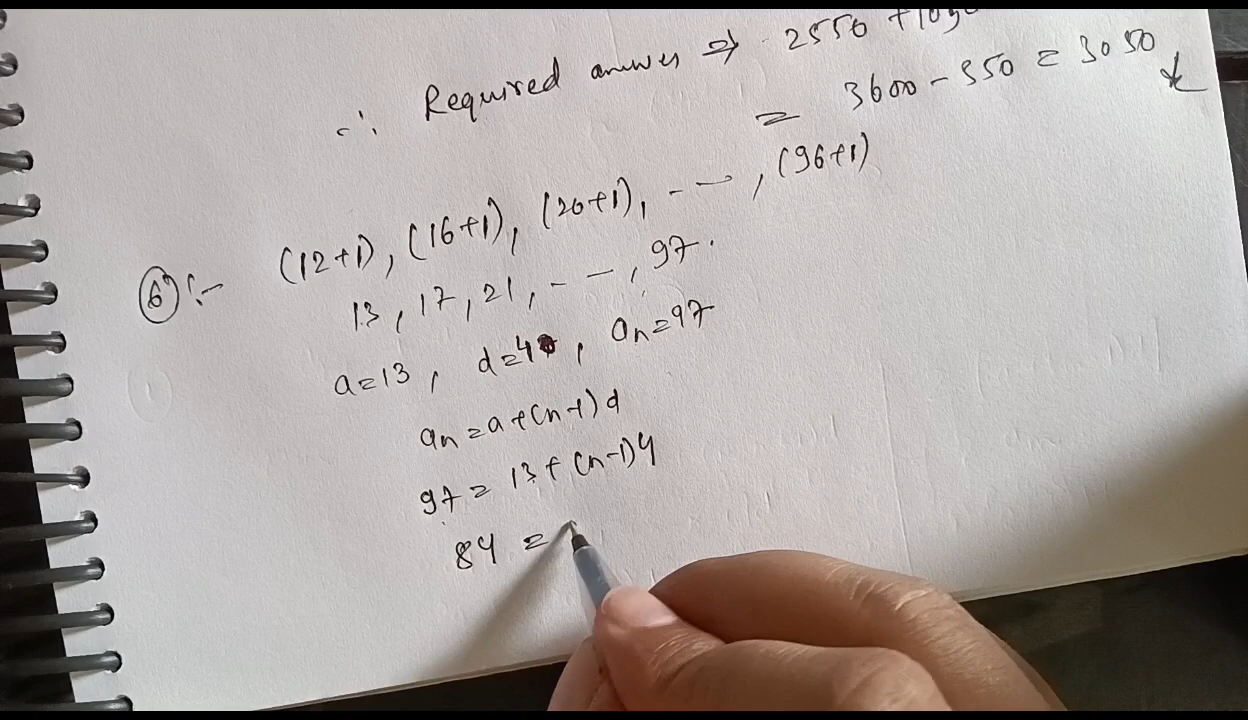 ∴ Required answer ⇒ 2550 +
= 3600 - 550 = 3050
⑥:- (12+1), (16+1), (20+1), - - -, (96+1)
13, 17, 21, - - -, 97.
a=13, d=4, an=97
an=a+(n-1)d
97 = 13+(n-1)4
84 =